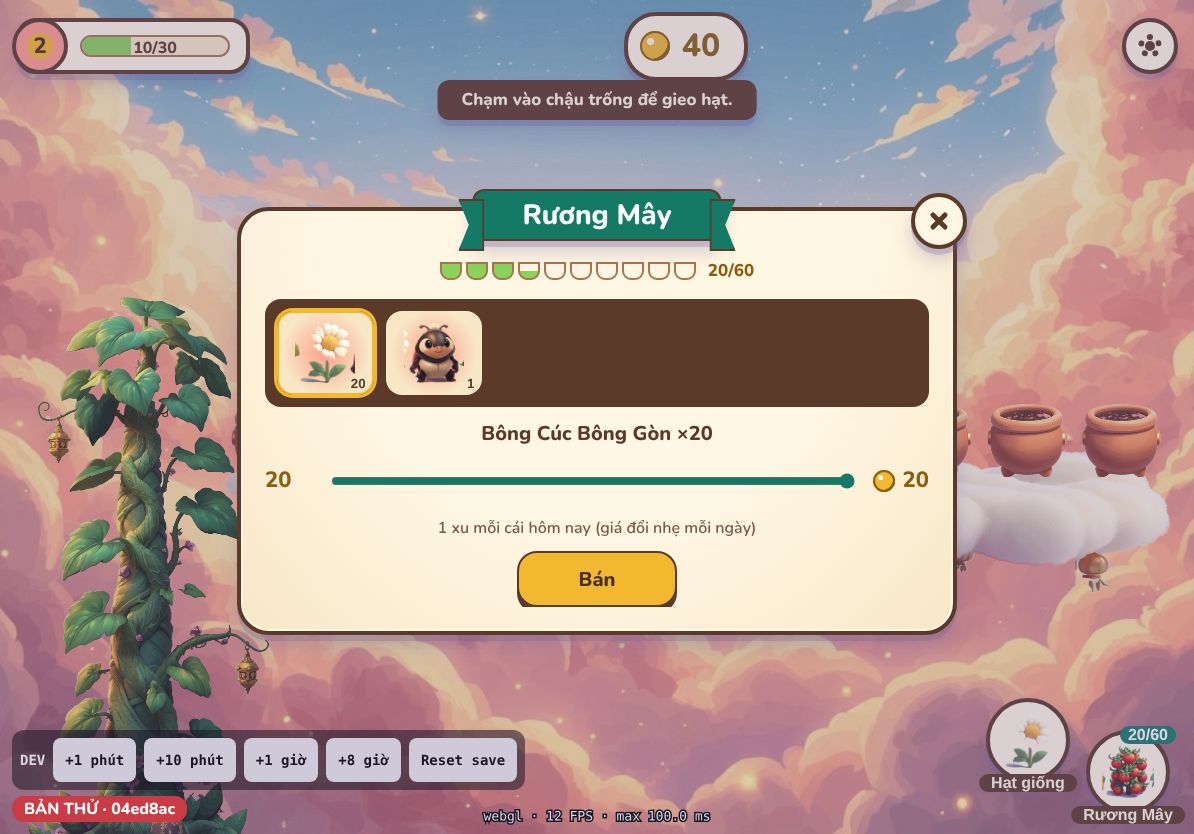 2
10/30
40
Chạm vào chậu trống để gieo hạt.
Rương Mây
20/60
20
1
Bông Cúc Bông Gòn ×20
20
20
1 xu mỗi cái hôm nay (giá đổi nhẹ mỗi ngày)
Bán
20/60
Hạt giống
Rương Mây
DEV
+1 phút
+10 phút
+1 giờ
+8 giờ
Reset save
BẢN THỬ · 04ed8ac
webgl · 12 FPS · max 100.0 ms